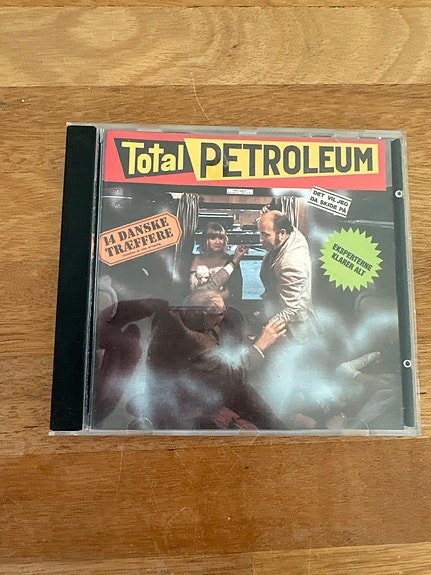 Total PETROLEUM
DET VIL JEG
DA SKIDE PÅ
14 DANSKE
TRÆFFERE
EKSPERTERNE
KLARER ALT